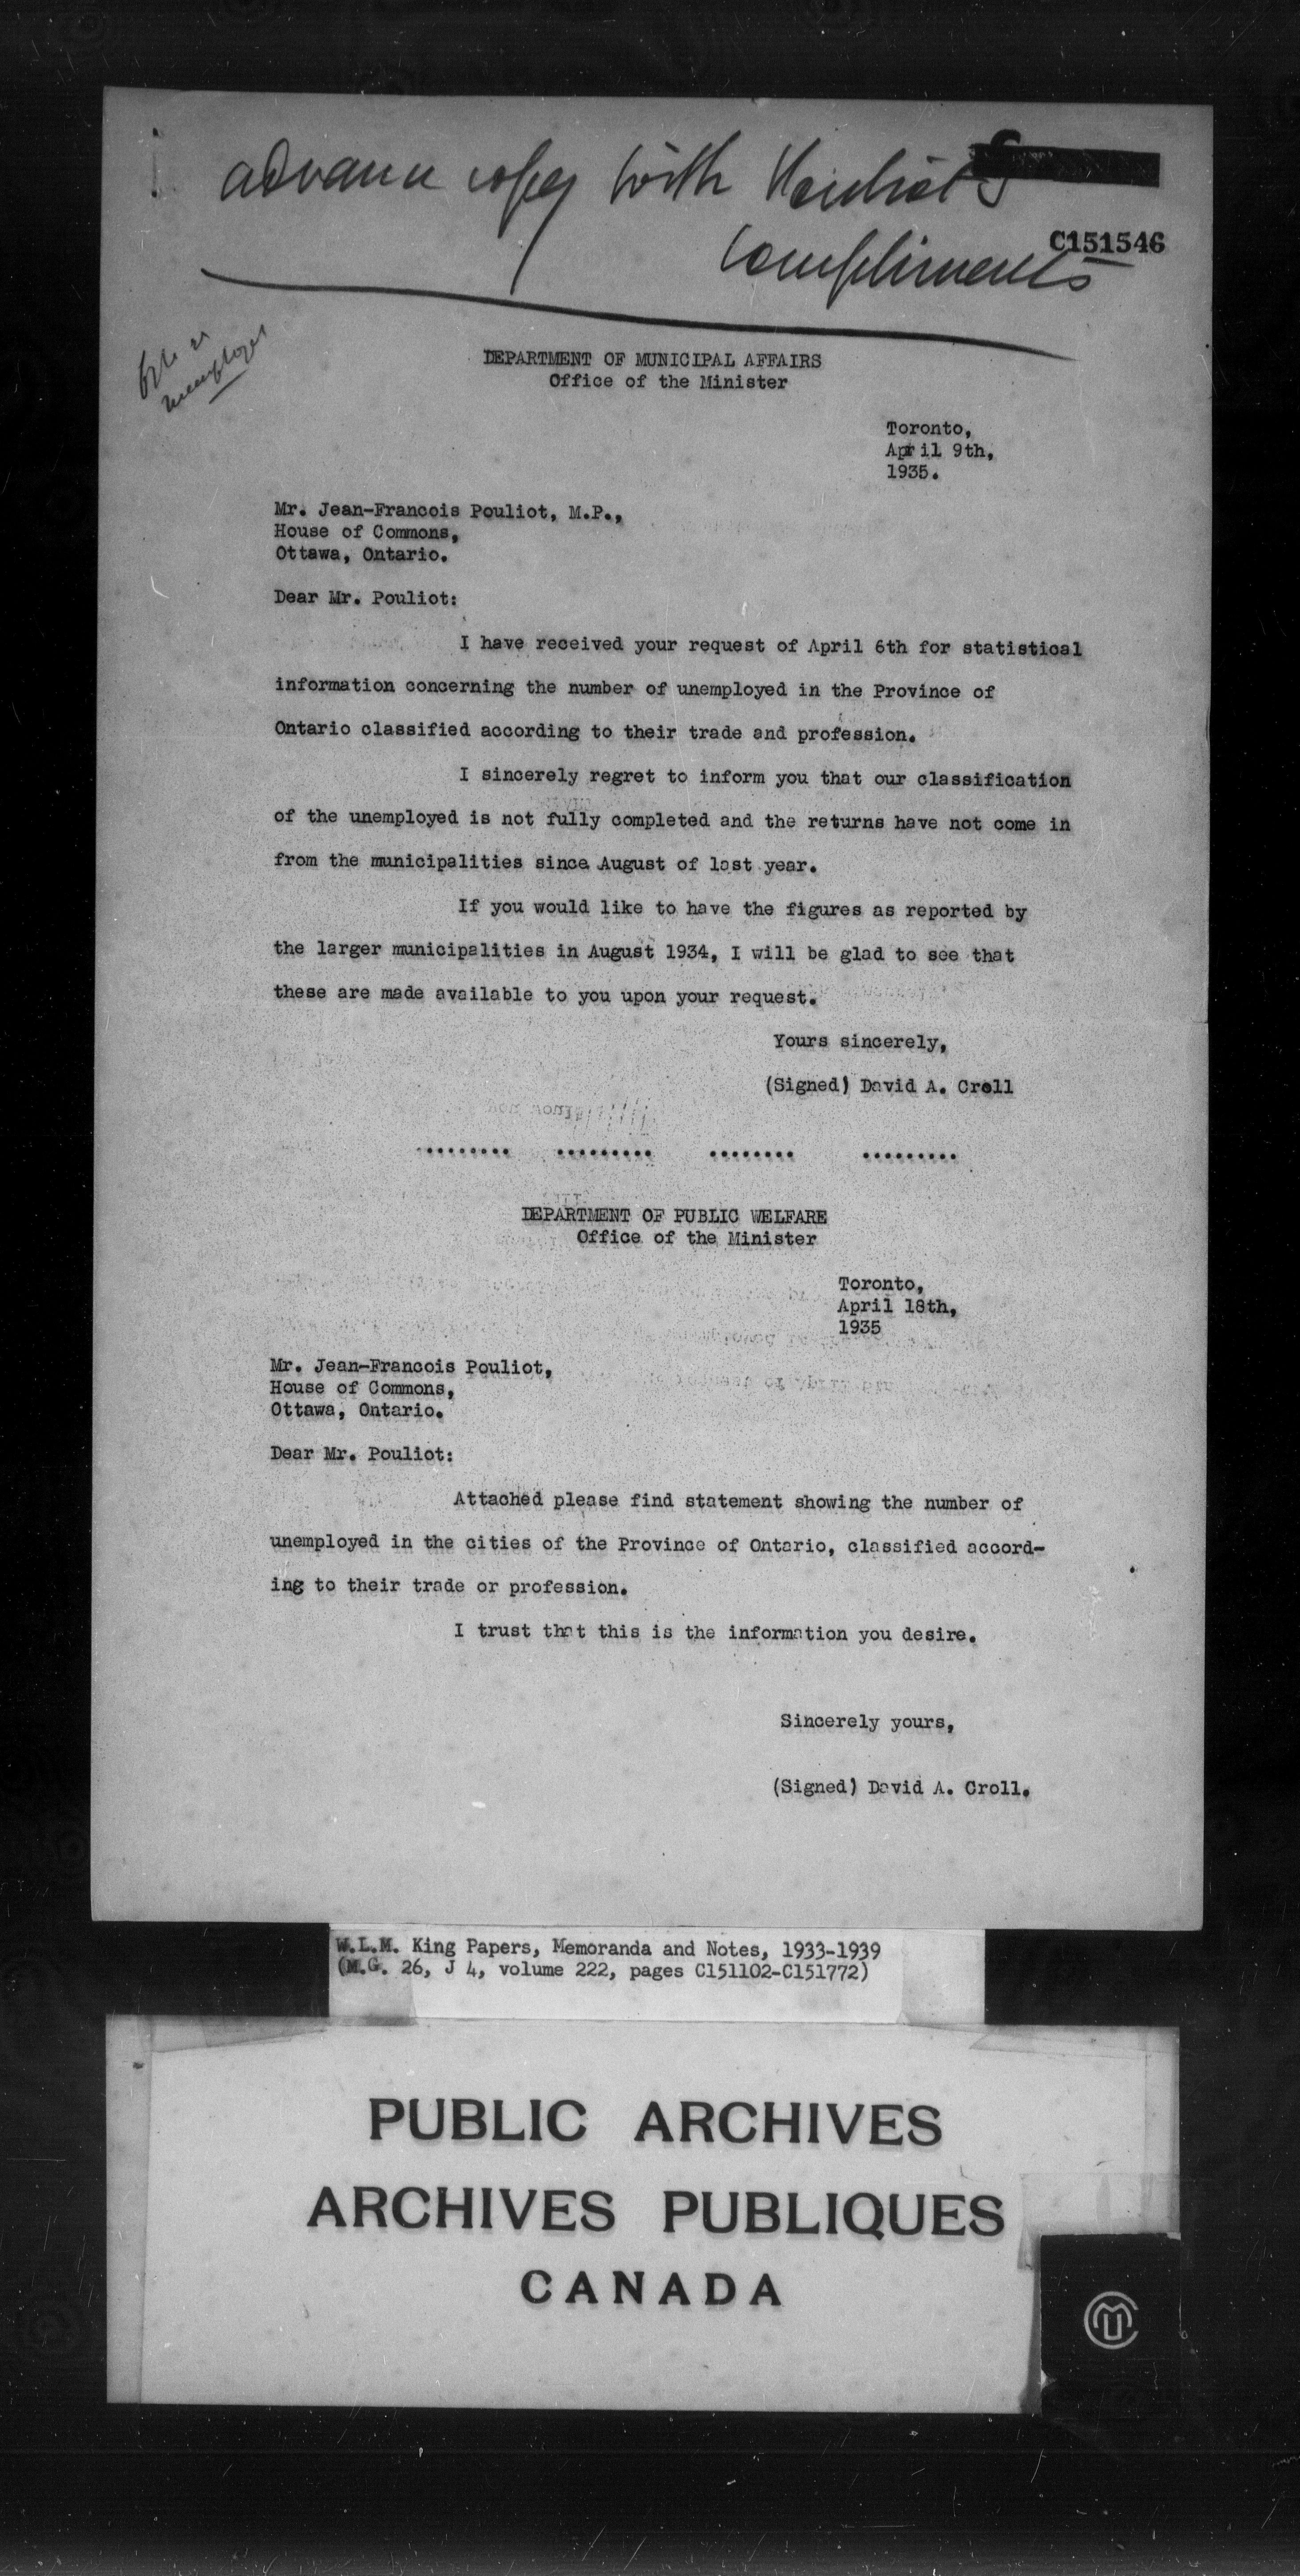 advance copy with Pouliot's
C151546
compliments
file
unemployed
DEPARTMENT OF MUNICIPAL AFFAIRS
Office of the Minister
Toronto,
April 9th,
1935.
Mr. Jean-Francois Pouliot, M.P.,
House of Commons,
Ottawa, Ontario.
Dear Mr. Pouliot:
I have received your request of April 6th for statistical
information concerning the number of unemployed in the Province of
Ontario classified according to their trade and profession.
I sincerely regret to inform you that our classification
of the unemployed is not fully completed and the returns have not come in
from the municipalities since August of last year.
If you would like to have the figures as reported by
the larger municipalities in August 1934, I will be glad to see that
these are made available to you upon your request.
Yours sincerely,
(Signed) David A. Croll
......... ......... ........ .........
DEPARTMENT OF PUBLIC WELFARE
Office of the Minister
Toronto,
April 18th,
1935
Mr. Jean-Francois Pouliot,
House of Commons,
Ottawa, Ontario.
Dear Mr. Pouliot:
Attached please find statement showing the number of
unemployed in the cities of the Province of Ontario, classified accord-
ing to their trade or profession.
I trust that this is the information you desire.
Sincerely yours,
(Signed) David A. Croll.
W.L.M. King Papers, Memoranda and Notes, 1933-1939
(M.G. 26, J 4, volume 222, pages C151102-C151772)
PUBLIC ARCHIVES
ARCHIVES PUBLIQUES
CANADA